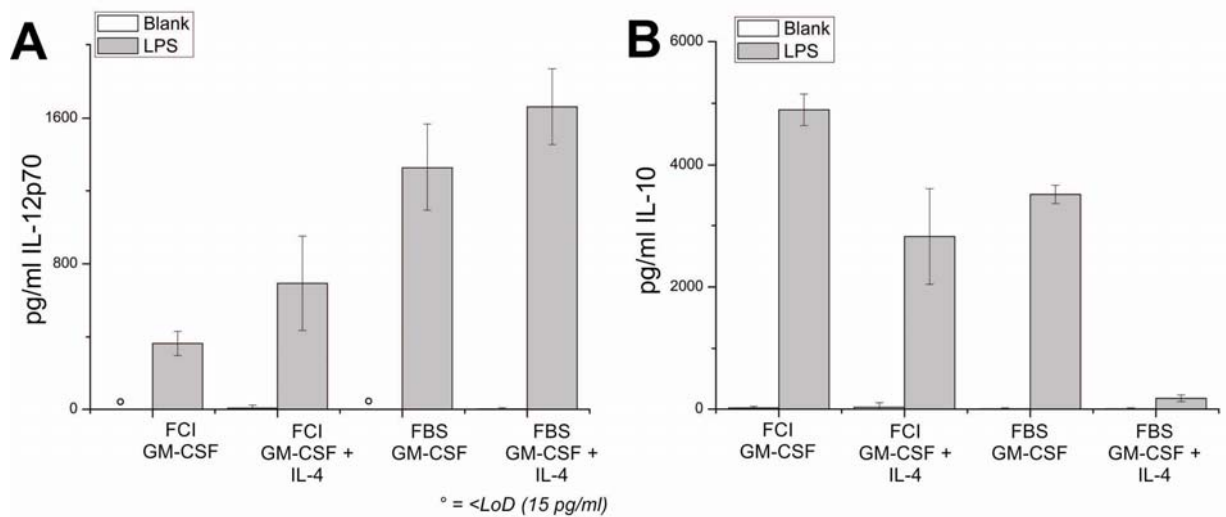 A
Blank
LPS
pg/ml IL-12p70
1600
800
0
FCI
GM-CSF
FCI
GM-CSF +
IL-4
FBS
GM-CSF
FBS
GM-CSF +
IL-4
° = <LoD (15 pg/ml)
B
Blank
LPS
pg/ml IL-10
6000
4000
2000
0
FCI
GM-CSF
FCI
GM-CSF +
IL-4
FBS
GM-CSF
FBS
GM-CSF +
IL-4